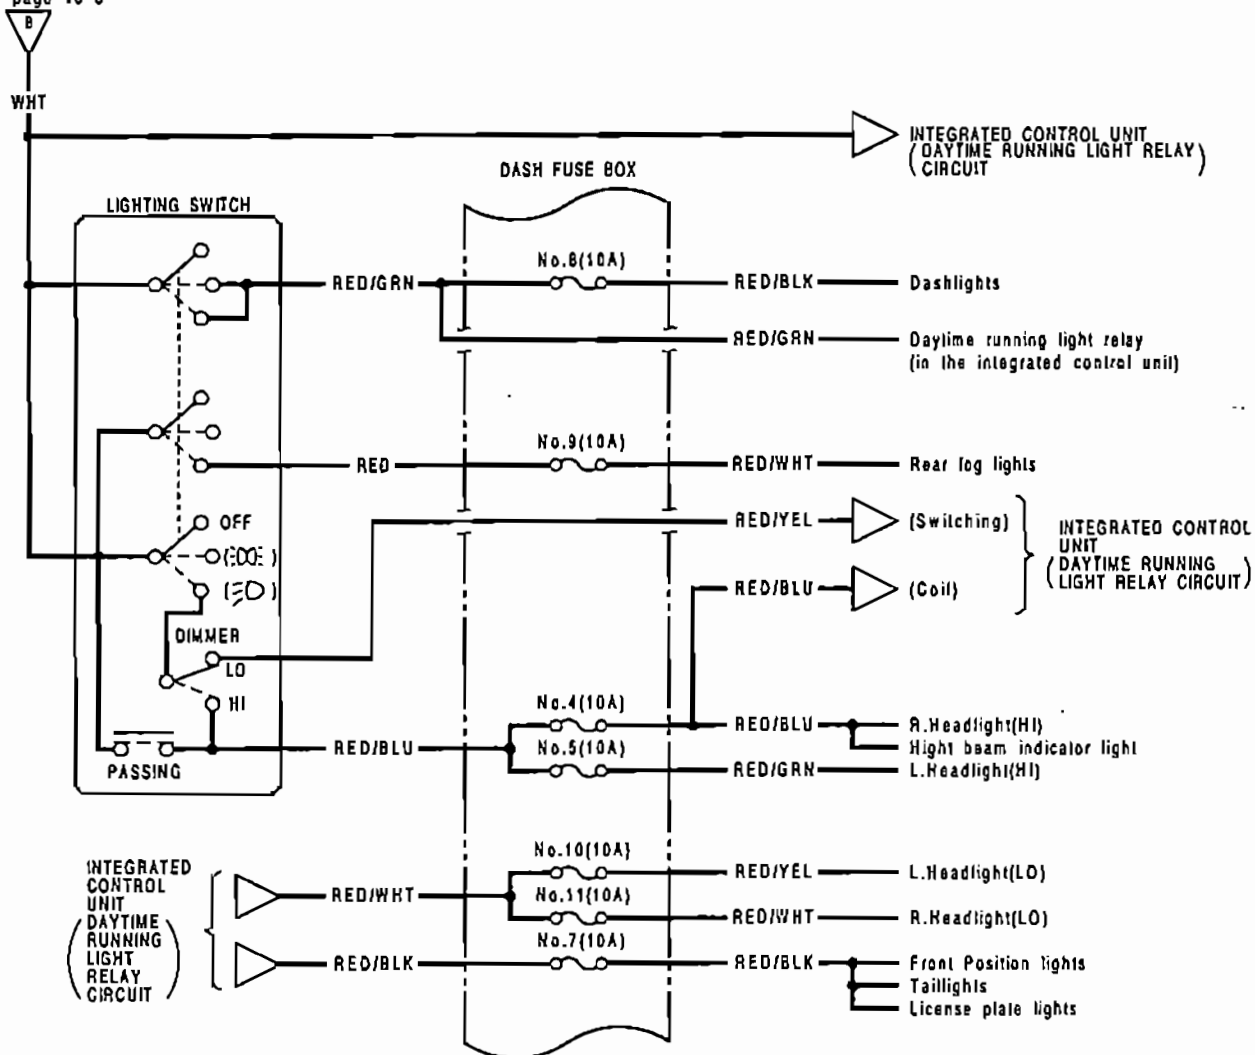 B
WHT
INTEGRATED CONTROL UNIT
(DAYTIME RUNNING LIGHT RELAY)
CIRCUIT
DASH FUSE BOX
LIGHTING SWITCH
No.8(10A)
RED/GRN
RED/BLK
Dashlights
RED/GRN
Daytime running light relay
(in the integrated control unit)
No.9(10A)
RED
RED/WHT
Rear fog lights
OFF
RED/YEL
(Switching)
INTEGRATED CONTROL
UNIT
(DAYTIME RUNNING
LIGHT RELAY CIRCUIT)
RED/BLU
(Coil)
DIMMER
LO
HI
No.4(10A)
RED/BLU
R.Headlight(HI)
RED/BLU
No.5(10A)
Hight beam indicator light
PASSING
RED/GRN
L.Headlight(HI)
INTEGRATED
CONTROL
UNIT
(DAYTIME
RUNNING
LIGHT
RELAY
CIRCUIT)
No.10(10A)
RED/YEL
L.Headlight(LO)
RED/WHT
No.11(10A)
RED/WHT
R.Headlight(LO)
No.7(10A)
RED/BLK
RED/BLK
Front Position lights
Taillights
License plate lights